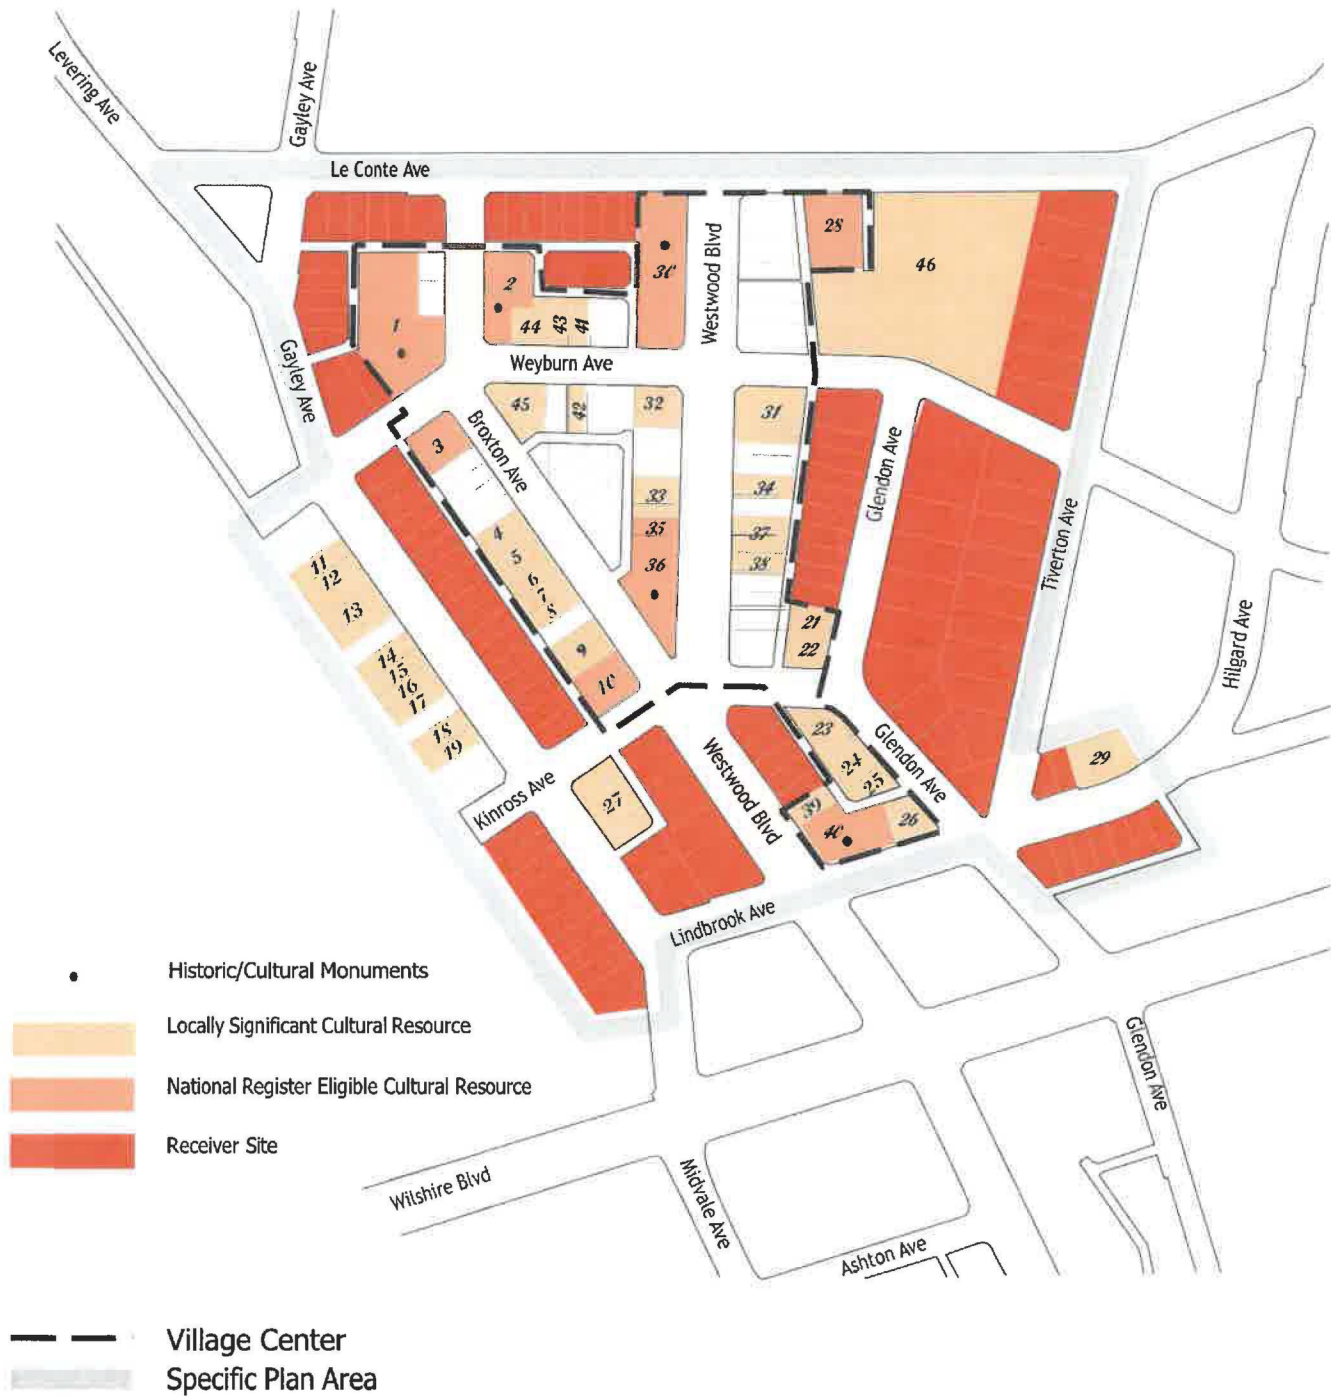 Levering Ave
Gayley Ave
Le Conte Ave
Westwood Blvd
28
46
30
2
1
44
43
41
Weyburn Ave
Gayley Ave
45
42
32
31
3
Broxton Ave
Glendon Ave
33
34
35
37
36
38
4
5
6
7
8
Tiverton Ave
11
12
13
21
22
Hilgard Ave
14
15
16
17
9
10
18
19
23
24
25
Glendon Ave
29
Westwood Blvd
Kinross Ave
27
39
40
26
Lindbrook Ave
Historic/Cultural Monuments
Locally Significant Cultural Resource
National Register Eligible Cultural Resource
Receiver Site
Glendon Ave
Wilshire Blvd
Midvale Ave
Ashton Ave
Village Center
Specific Plan Area